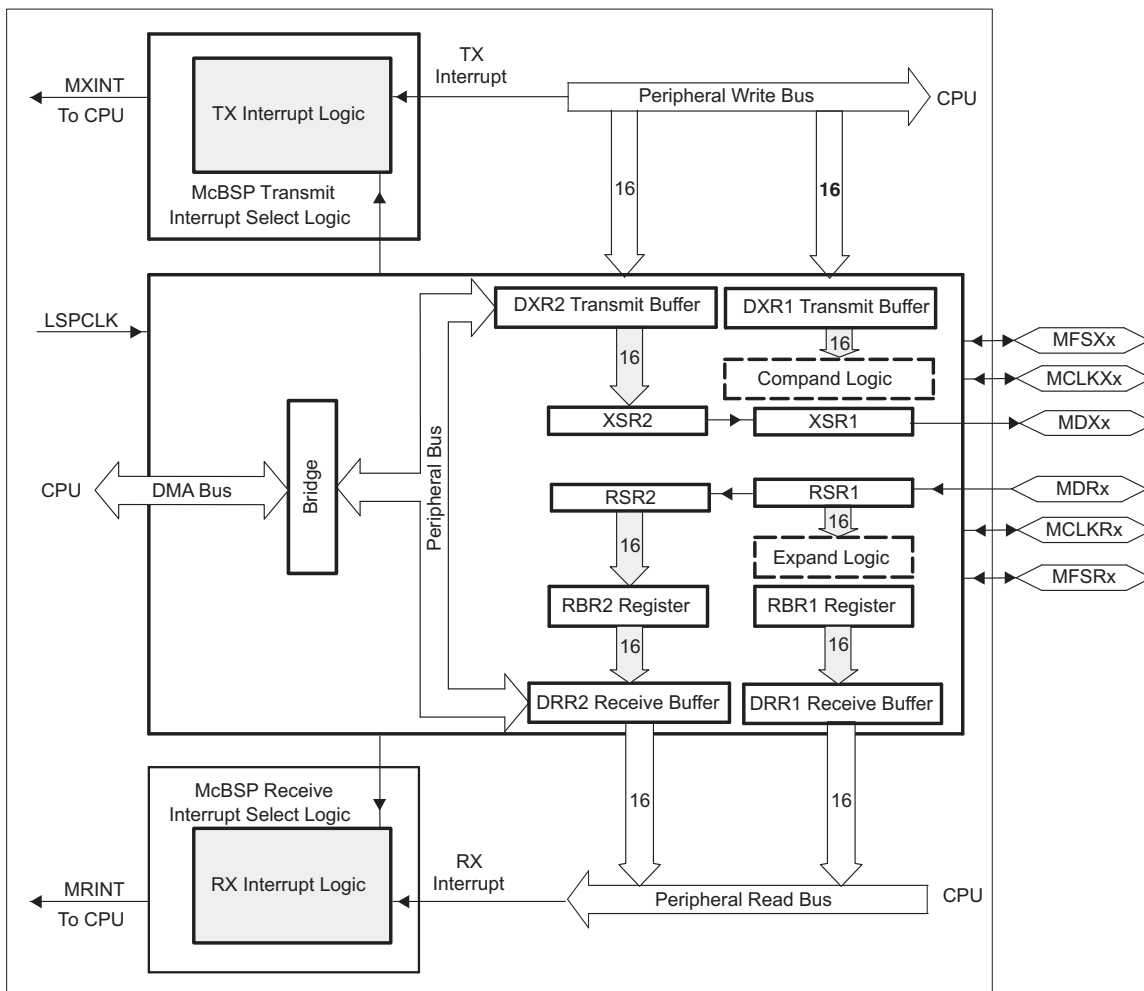 TX
Interrupt
MXINT
To CPU
TX Interrupt Logic
Peripheral Write Bus
CPU
McBSP Transmit
Interrupt Select Logic
16
16
LSPCLK
DXR2 Transmit Buffer
DXR1 Transmit Buffer
16
16
Compand Logic
XSR2
XSR1
MFSXx
MCLKXx
MDXx
CPU
DMA Bus
Bridge
Peripheral Bus
RSR2
RSR1
16
16
Expand Logic
MDRx
MCLKRx
MFSRx
RBR2 Register
RBR1 Register
16
16
DRR2 Receive Buffer
DRR1 Receive Buffer
McBSP Receive
Interrupt Select Logic
16
16
RX Interrupt Logic
RX
Interrupt
MRINT
To CPU
Peripheral Read Bus
CPU